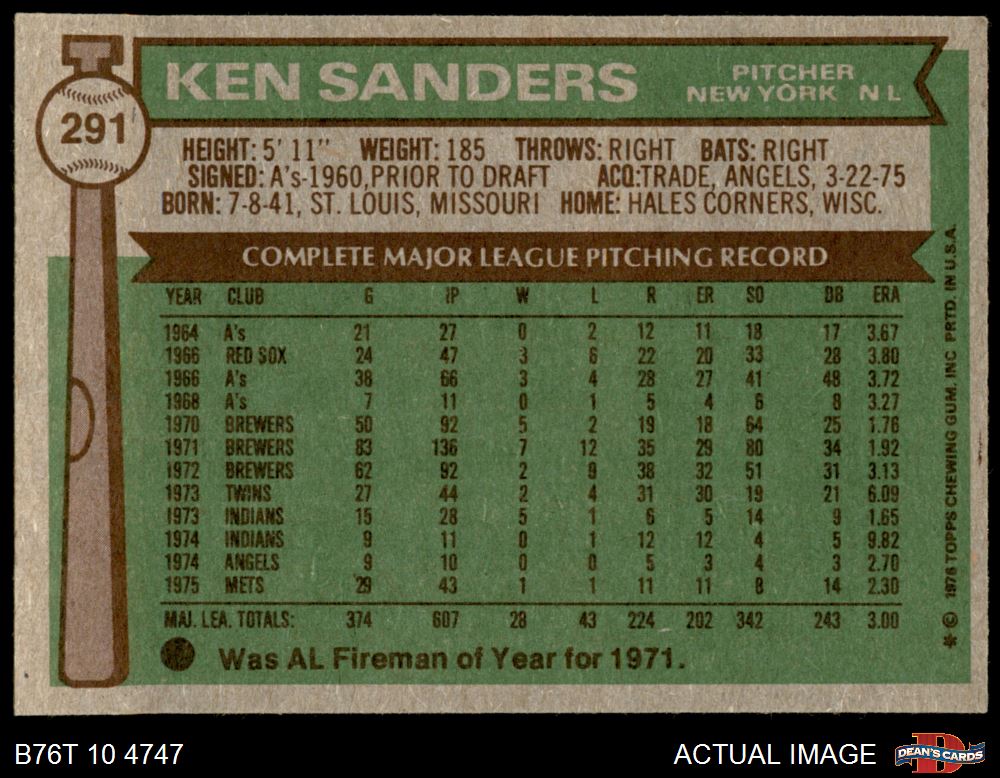 KEN SANDERS
PITCHER
NEW YORK N L
291
HEIGHT: 5' 11" WEIGHT: 185 THROWS: RIGHT BATS: RIGHT
SIGNED: A's-1960, PRIOR TO DRAFT ACQ: TRADE, ANGELS, 3-22-75
BORN: 7-8-41, ST. LOUIS, MISSOURI HOME: HALES CORNERS, WISC.
COMPLETE MAJOR LEAGUE PITCHING RECORD
YEAR CLUB G IP W L R ER SO BB ERA
1964 A's 21 27 0 2 12 11 18 17 3.67
1966 RED SOX 24 47 3 6 22 20 33 28 3.80
1966 A's 38 66 3 4 28 27 41 48 3.72
1968 A's 7 11 0 1 5 4 6 8 3.27
1970 BREWERS 50 92 5 2 19 18 64 25 1.76
1971 BREWERS 83 136 7 12 35 29 80 34 1.92
1972 BREWERS 62 92 2 9 38 32 51 31 3.13
1973 TWINS 27 44 2 4 31 30 19 21 6.09
1973 INDIANS 15 28 5 1 6 5 14 9 1.65
1974 INDIANS 9 11 0 1 12 12 4 5 9.82
1974 ANGELS 9 10 0 0 5 3 4 3 2.70
1975 METS 29 43 1 1 11 11 8 14 2.30
MAJ. LEA. TOTALS: 374 607 28 43 224 202 342 243 3.00
Was AL Fireman of Year for 1971.
* © 1976 TOPPS CHEWING GUM, INC PRTD. IN U.S.A.
B76T 10 4747
ACTUAL IMAGE
DEAN'S CARDS